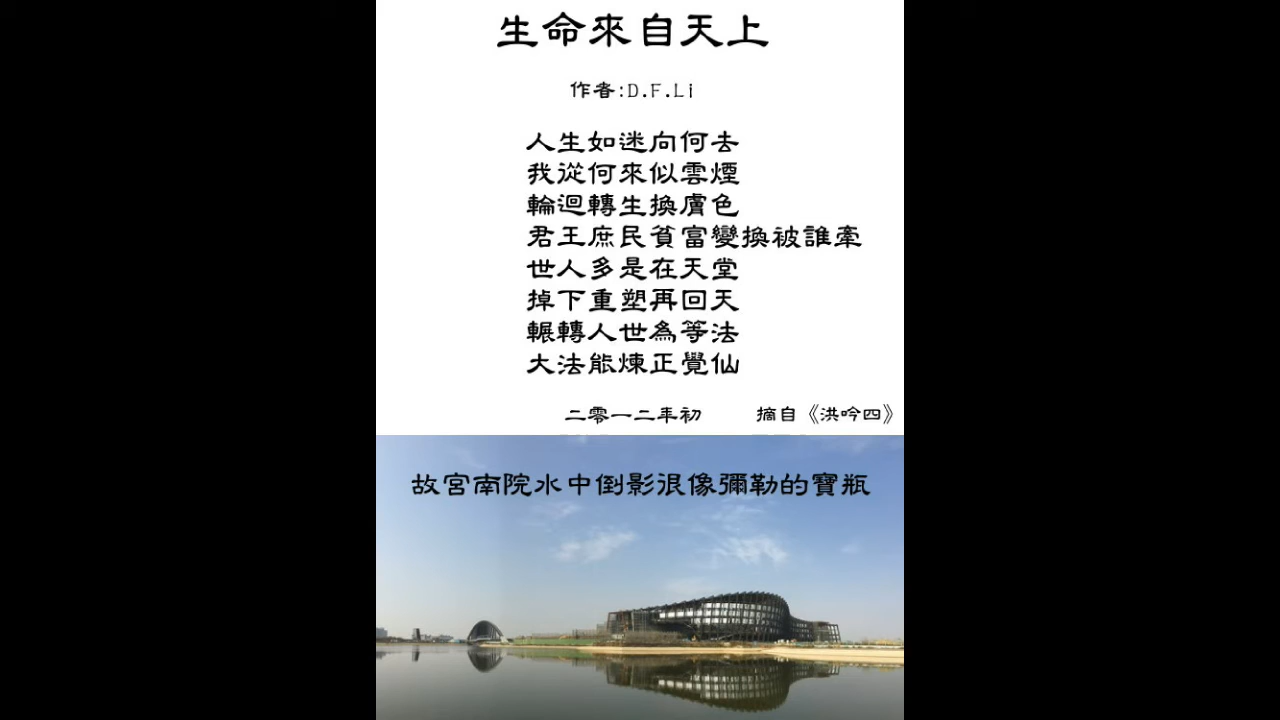 生命來自天上
作者:D.F.Li
人生如迷向何去
我從何來似雲煙
輪迴轉生換膚色
君王庶民貧富變換被誰牽
世人多是在天堂
掉下重塑再回天
輾轉人世為等法
大法能煉正覺仙
二零一二年初 摘自《洪吟四》
故宮南院水中倒影很像彌勒的寶瓶